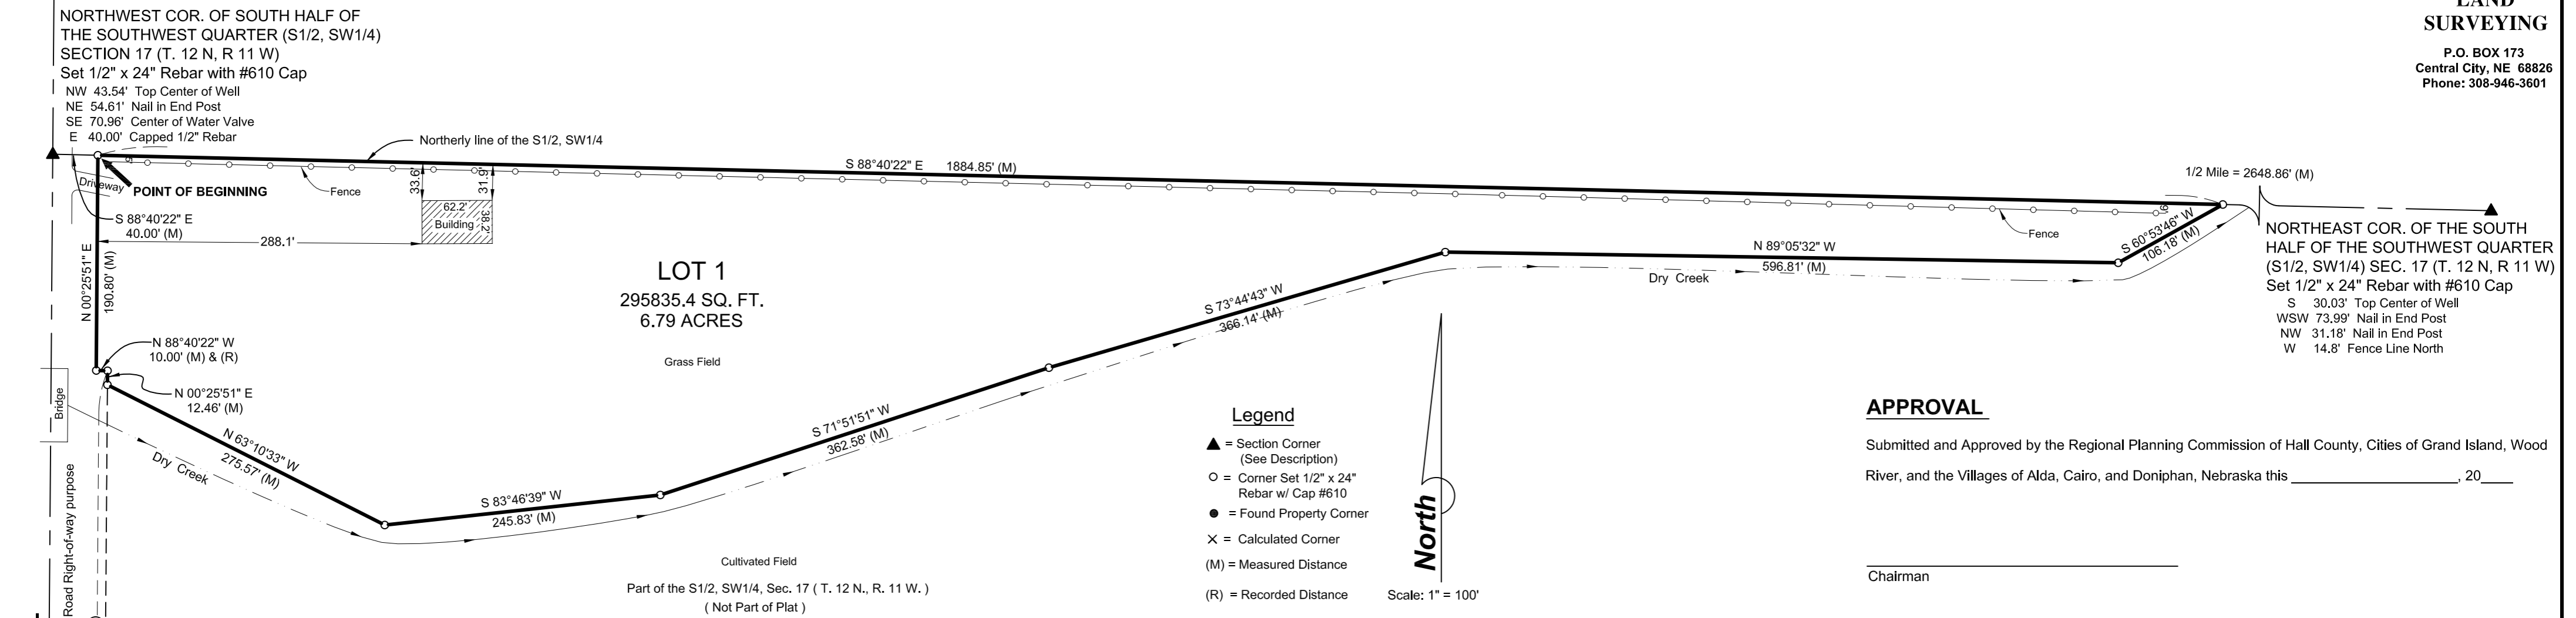 NORTHWEST COR. OF SOUTH HALF OF
THE SOUTHWEST QUARTER (S1/2, SW1/4)
SECTION 17 (T. 12 N, R 11 W)
Set 1/2" x 24" Rebar with #610 Cap
NW 43.54' Top Center of Well
NE 54.61' Nail in End Post
SE 70.96' Center of Water Valve
E 40.00' Capped 1/2" Rebar
LAND
SURVEYING
P.O. BOX 173
Central City, NE 68826
Phone: 308-946-3601
Northerly line of the S1/2, SW1/4
S 88°40'22" E 1884.85' (M)
1/2 Mile = 2648.86' (M)
Driveway
POINT OF BEGINNING
Fence
33.6'
31.9'
62.2'
38.2'
Building
S 88°40'22" E
40.00' (M)
288.1'
N 00°25'51" E
190.80' (M)
LOT 1
295835.4 SQ. FT.
6.79 ACRES
Grass Field
N 88°40'22" W
10.00' (M) & (R)
N 00°25'51" E
12.46' (M)
Bridge
N 63°10'33" W
275.57' (M)
Dry Creek
S 83°46'39" W
245.83' (M)
S 71°51'51" W
362.58' (M)
S 73°44'43" W
366.14' (M)
N 89°05'32" W
596.81' (M)
Dry Creek
S 60°53'46" W
106.18' (M)
Fence
NORTHEAST COR. OF THE SOUTH
HALF OF THE SOUTHWEST QUARTER
(S1/2, SW1/4) SEC. 17 (T. 12 N, R 11 W)
Set 1/2" x 24" Rebar with #610 Cap
S 30.03' Top Center of Well
WSW 73.99' Nail in End Post
NW 31.18' Nail in End Post
W 14.8' Fence Line North
Road Right-of-way purpose
Cultivated Field
Part of the S1/2, SW1/4, Sec. 17 ( T. 12 N., R. 11 W. )
( Not Part of Plat )
Legend
= Section Corner
(See Description)
= Corner Set 1/2" x 24"
Rebar w/ Cap #610
= Found Property Corner
= Calculated Corner
(M) = Measured Distance
(R) = Recorded Distance
North
Scale: 1" = 100'
APPROVAL
Submitted and Approved by the Regional Planning Commission of Hall County, Cities of Grand Island, Wood
River, and the Villages of Alda, Cairo, and Doniphan, Nebraska this ____________, 20___
Chairman